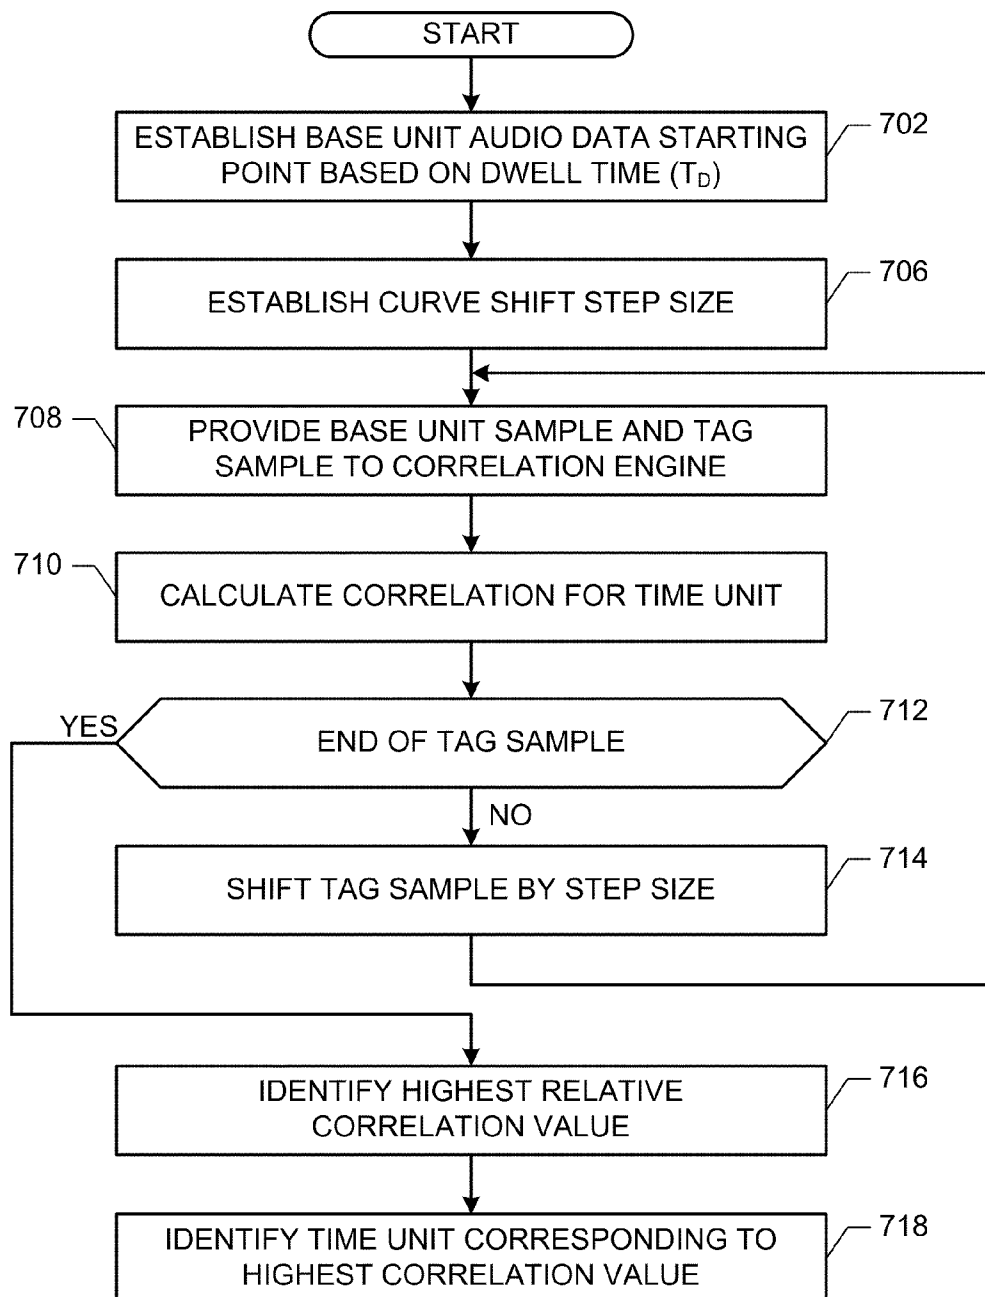 START
ESTABLISH BASE UNIT AUDIO DATA STARTING
POINT BASED ON DWELL TIME (TD)
702
ESTABLISH CURVE SHIFT STEP SIZE
706
708
PROVIDE BASE UNIT SAMPLE AND TAG
SAMPLE TO CORRELATION ENGINE
710
CALCULATE CORRELATION FOR TIME UNIT
YES
END OF TAG SAMPLE
712
NO
SHIFT TAG SAMPLE BY STEP SIZE
714
IDENTIFY HIGHEST RELATIVE
CORRELATION VALUE
716
IDENTIFY TIME UNIT CORRESPONDING TO
HIGHEST CORRELATION VALUE
718